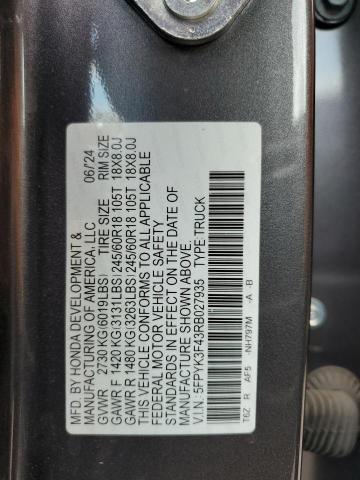 MFD. BY HONDA DEVELOPMENT &
MANUFACTURING OF AMERICA, LLC 06/'24
GVWR 2730 KG(6019LBS) TIRE SIZE RIM SIZE
GAWR F 1420 KG(3131LBS)245/60R18 105T 18X8.0J
GAWR R 1480 KG(3263LBS)245/60R18 105T 18X8.0J
THIS VEHICLE CONFORMS TO ALL APPLICABLE
FEDERAL MOTOR VEHICLE SAFETY
STANDARDS IN EFFECT ON THE DATE OF
MANUFACTURE SHOWN ABOVE.
V.I.N.: 5FPYK3F43RB027935 TYPE:TRUCK
T6Z R AF5 -NH797M -A -B